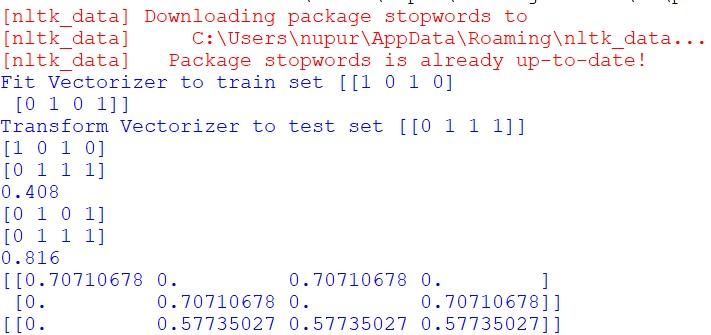 [nltk_data] Downloading package stopwords to
[nltk_data]     C:\Users\nupur\AppData\Roaming\nltk_data...
[nltk_data]   Package stopwords is already up-to-date!
Fit Vectorizer to train set [[1 0 1 0]
 [0 1 0 1]]
Transform Vectorizer to test set [[0 1 1 1]]
[1 0 1 0]
[0 1 1 1]
0.408
[0 1 0 1]
[0 1 1 1]
0.816
[[0.70710678 0.         0.70710678 0.        ]
 [0.         0.70710678 0.         0.70710678]]
[[0.         0.57735027 0.57735027 0.57735027]]